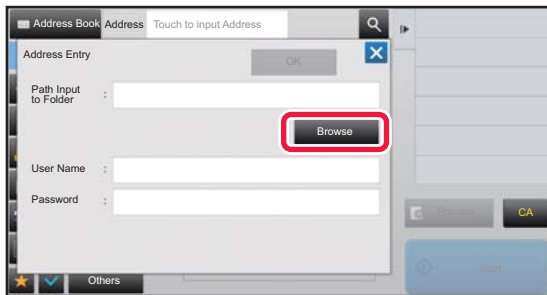 Address Book Address Touch to input Address
Address Entry
OK
Path Input
to Folder :
Browse
User Name :
Password :
Preview
CA
Start
Others